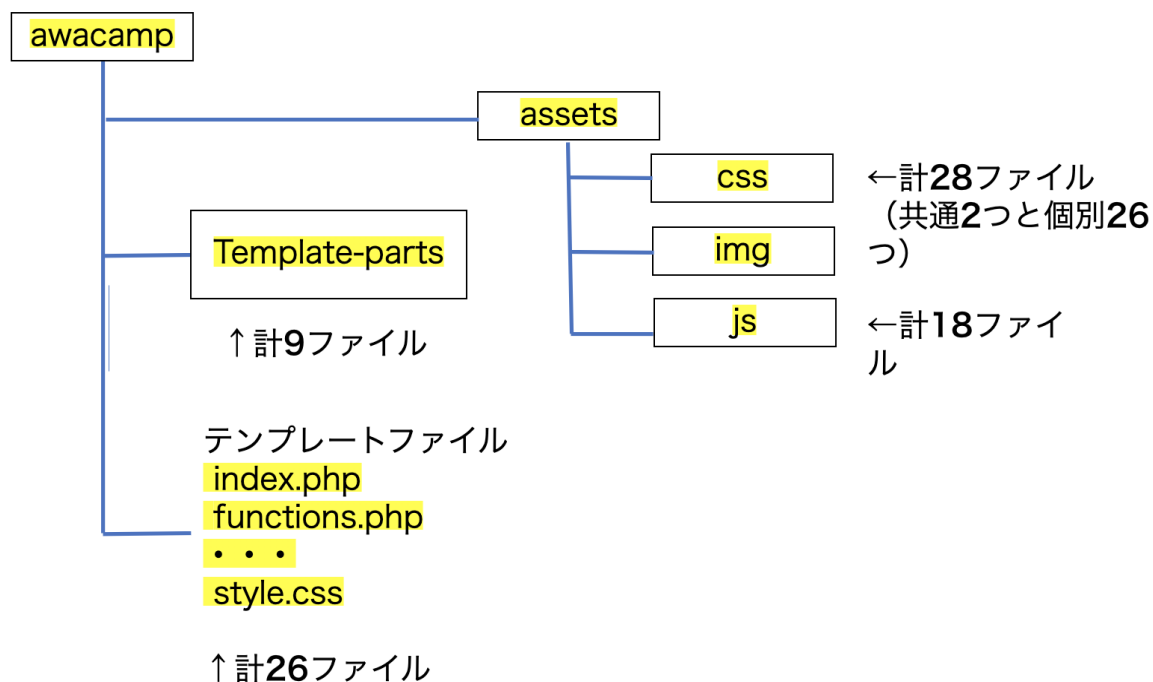 awacamp
assets
css
←計28ファイル
（共通2つと個別26
つ）
Template-parts
img
js
←計18ファイ
ル
↑計9ファイル
テンプレートファイル
index.php
functions.php
・・・
style.css
↑計26ファイル